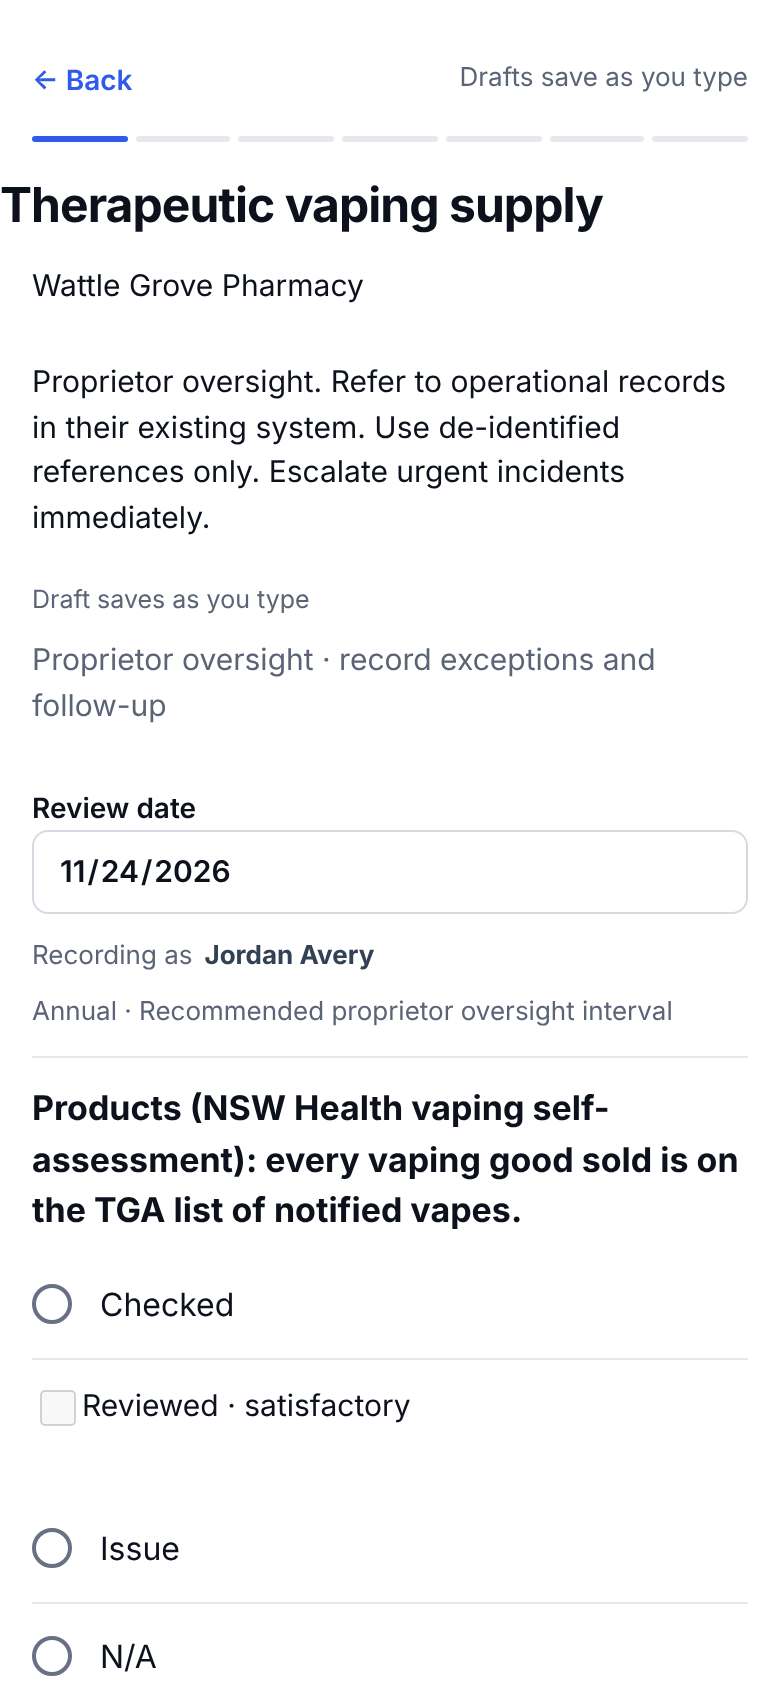 ← Back
Drafts save as you type
Therapeutic vaping supply
Wattle Grove Pharmacy
Proprietor oversight. Refer to operational records
in their existing system. Use de-identified
references only. Escalate urgent incidents
immediately.
Draft saves as you type
Proprietor oversight · record exceptions and
follow-up
Review date
11/24/2026
Recording as Jordan Avery
Annual · Recommended proprietor oversight interval
Products (NSW Health vaping self-
assessment): every vaping good sold is on
the TGA list of notified vapes.
Checked
Reviewed · satisfactory
Issue
N/A